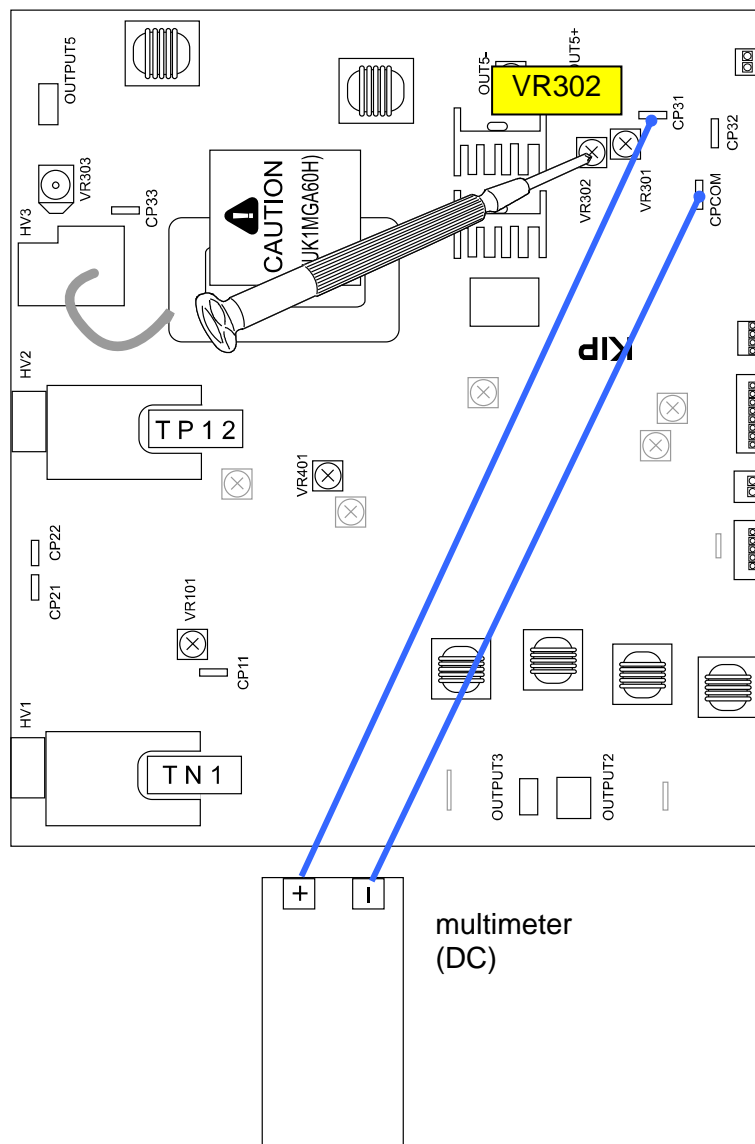 OUTPUT5
OUT5-
OUT5+
VR302
CP31
CP32
VR303
CP33
CAUTION
UK1MGA60H)
VR302
VR301
CPCOM
HV3
KIP
HV2
TP12
VR401
CP22
CP21
VR101
CP11
HV1
TN1
OUTPUT3
OUTPUT2
+
−
multimeter
(DC)